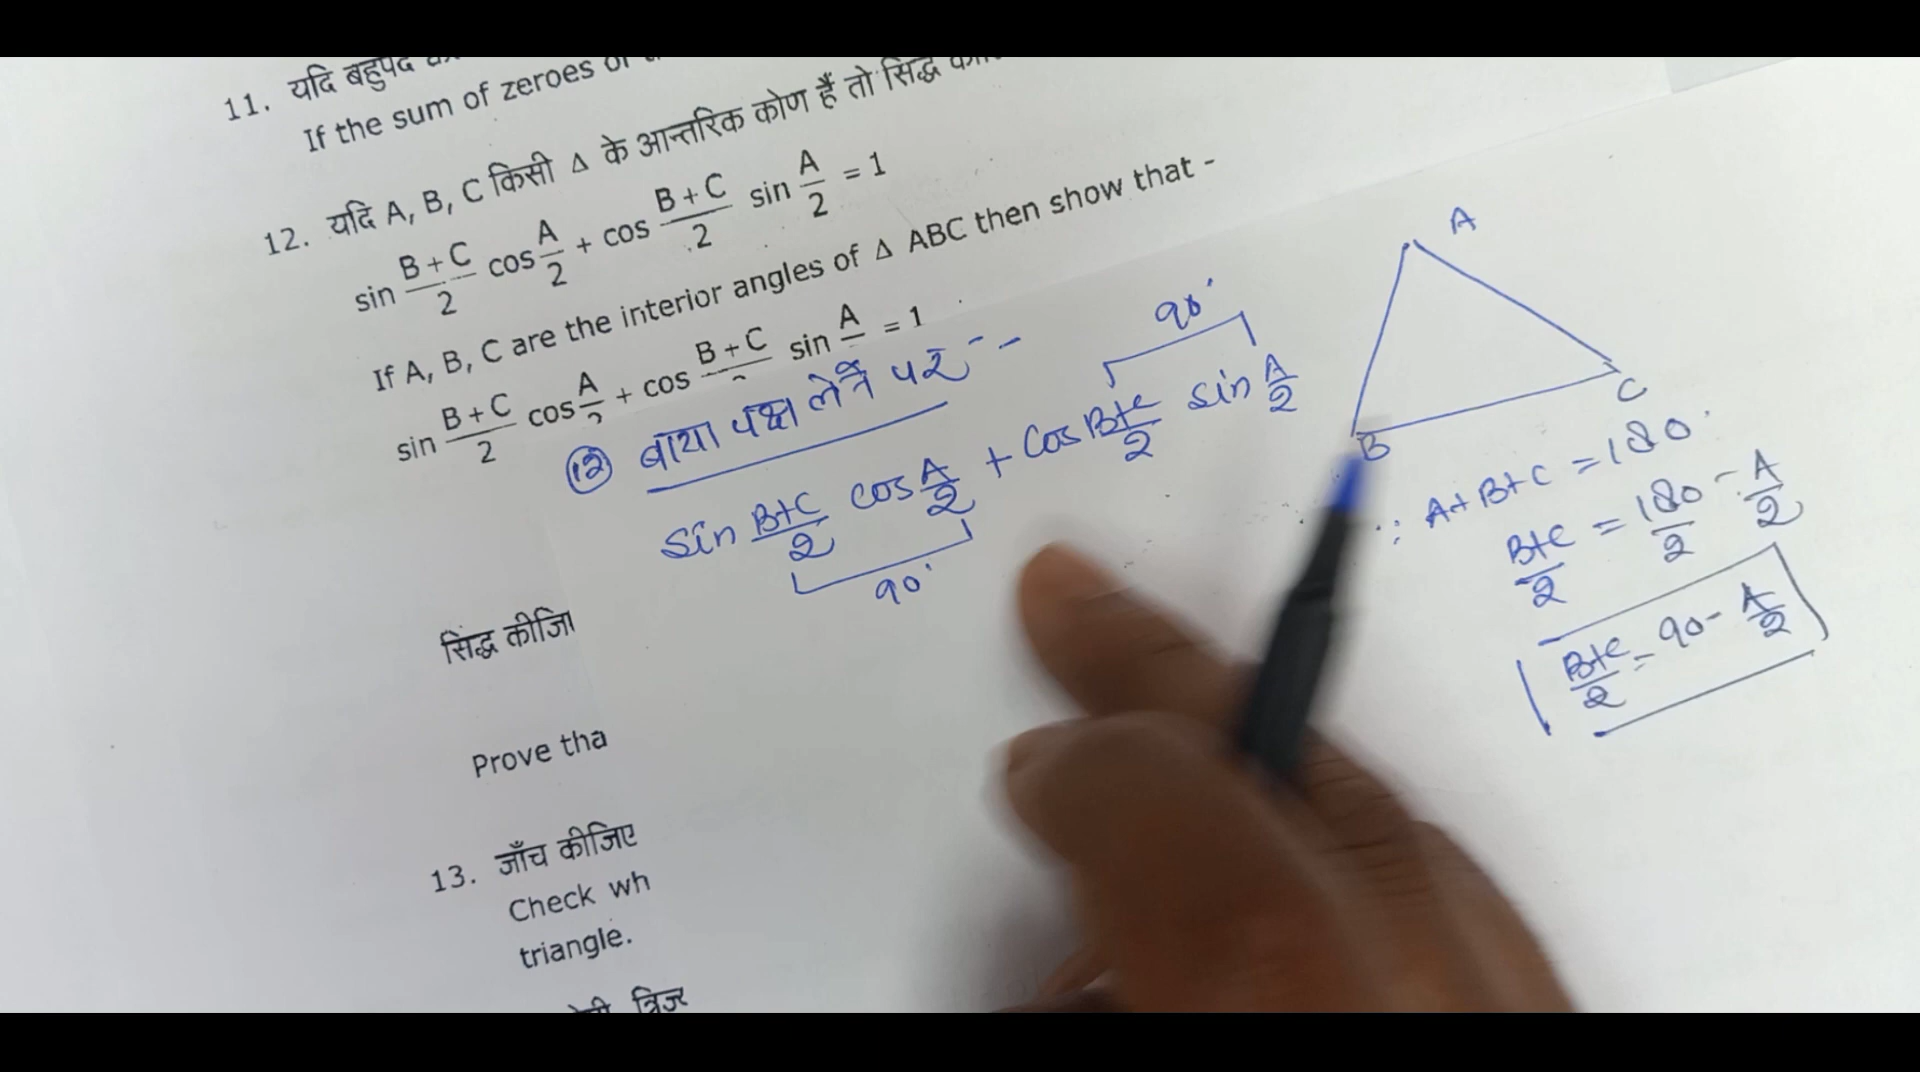 11. यदि बहुपद
If the sum of zeroes of
12. यदि A, B, C किसी Δ के आन्तरिक कोण हैं तो सिद्ध
sin B+C/2 cos A/2 + cos B+C/2 sin A/2 = 1
If A, B, C are the interior angles of Δ ABC then show that -
sin B+C/2 cos A/2 + cos B+C/2 sin A/2 = 1
(12) बाया पक्ष लेने पर --
90°
sin B+C/2 cos A/2 + cos B+C/2 sin A/2
90°
A
B
C
∵ A+B+C = 180°
B+C/2 = 180/2 - A/2
B+C/2 = 90 - A/2
सिद्ध कीजि
Prove tha
13. जाँच कीजिए
Check wh
triangle.
त्रिज्